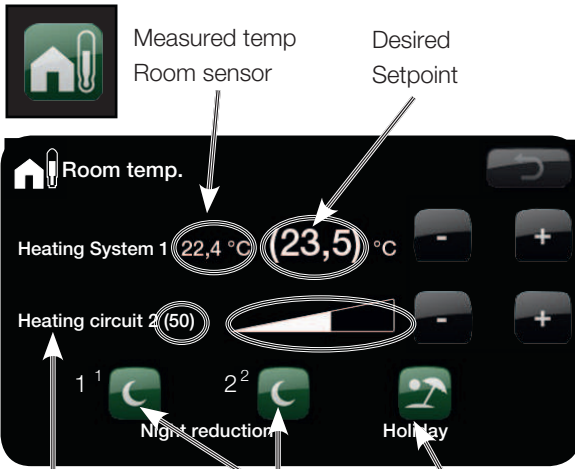 Measured temp
Room sensor
Desired
Setpoint
Room temp.
Heating System 1 22,4 °C (23,5) °C - +
Heating circuit 2 (50) - +
1 1 2 2
Night reduction Holiday